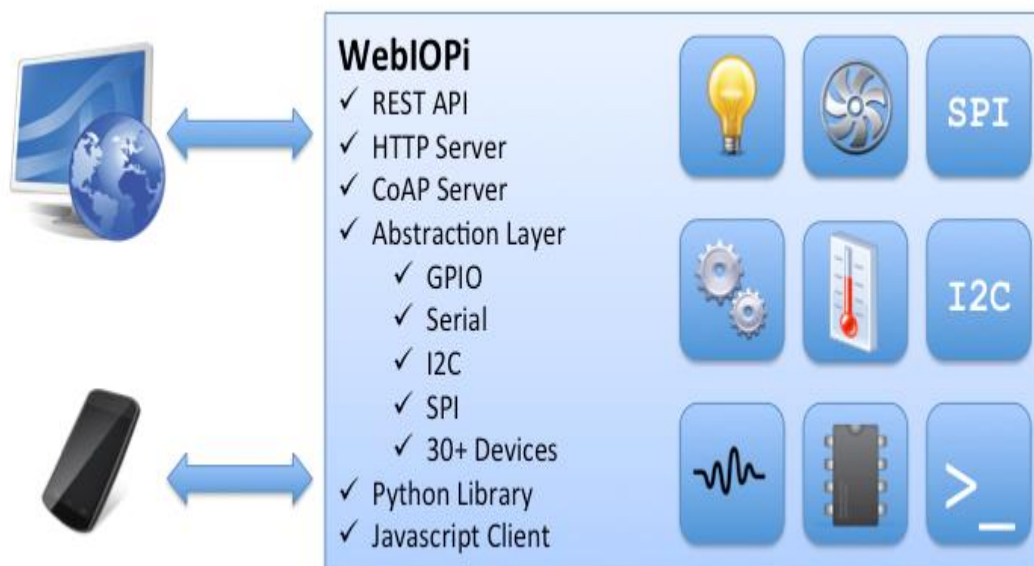 WebIOPi
✓ REST API
✓ HTTP Server
✓ CoAP Server
✓ Abstraction Layer
✓ GPIO
✓ Serial
✓ I2C
✓ SPI
✓ 30+ Devices
✓ Python Library
✓ Javascript Client
SPI
I2C
>_